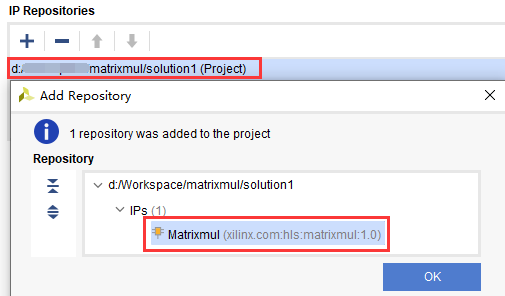 IP Repositories
d:/ matrixmul/solution1 (Project)
Add Repository
1 repository was added to the project
Repository
d:/Workspace/matrixmul/solution1
IPs (1)
Matrixmul (xilinx.com:hls:matrixmul:1.0)
OK